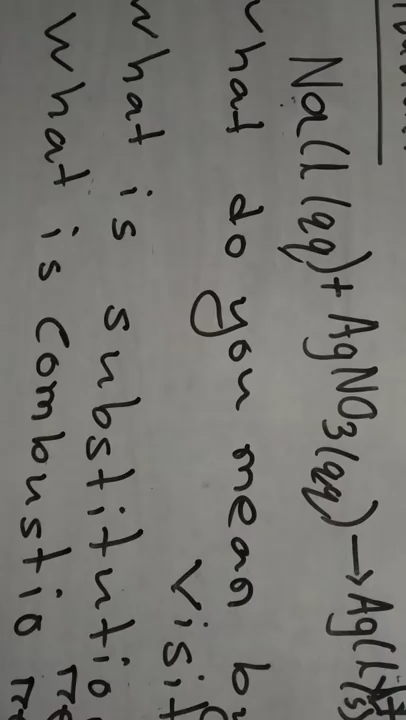 NaCl(aq) + AgNO3(aq) → AgCl(s)
what do you mean
visi
what is substitutio
what is combustio